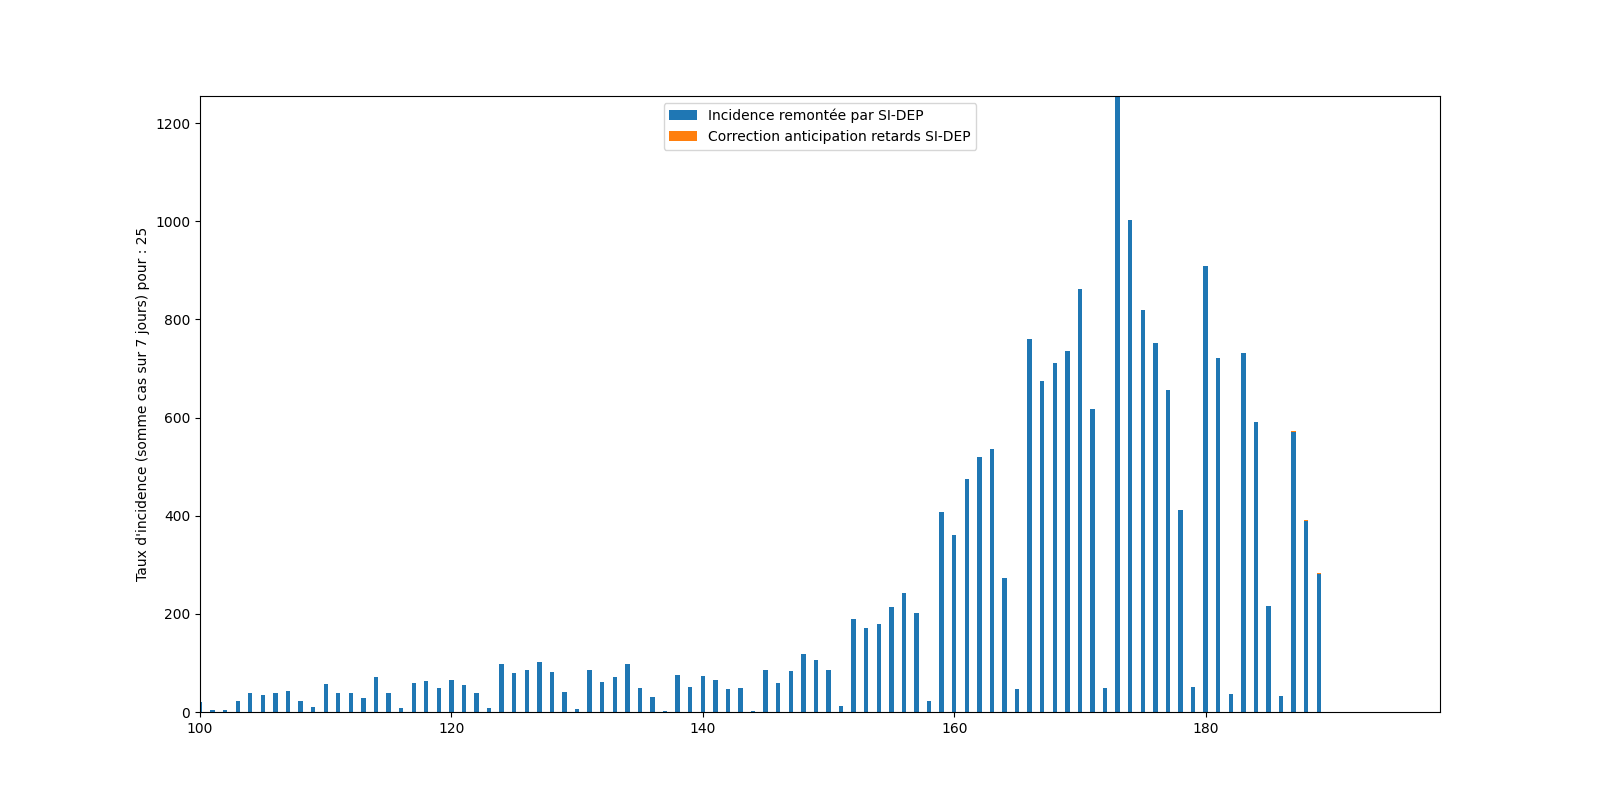 Incidence remontée par SI-DEP
Correction anticipation retards SI-DEP
Taux d'incidence (somme cas sur 7 jours) pour : 25
1200
1000
800
600
400
200
0
100 120 140 160 180